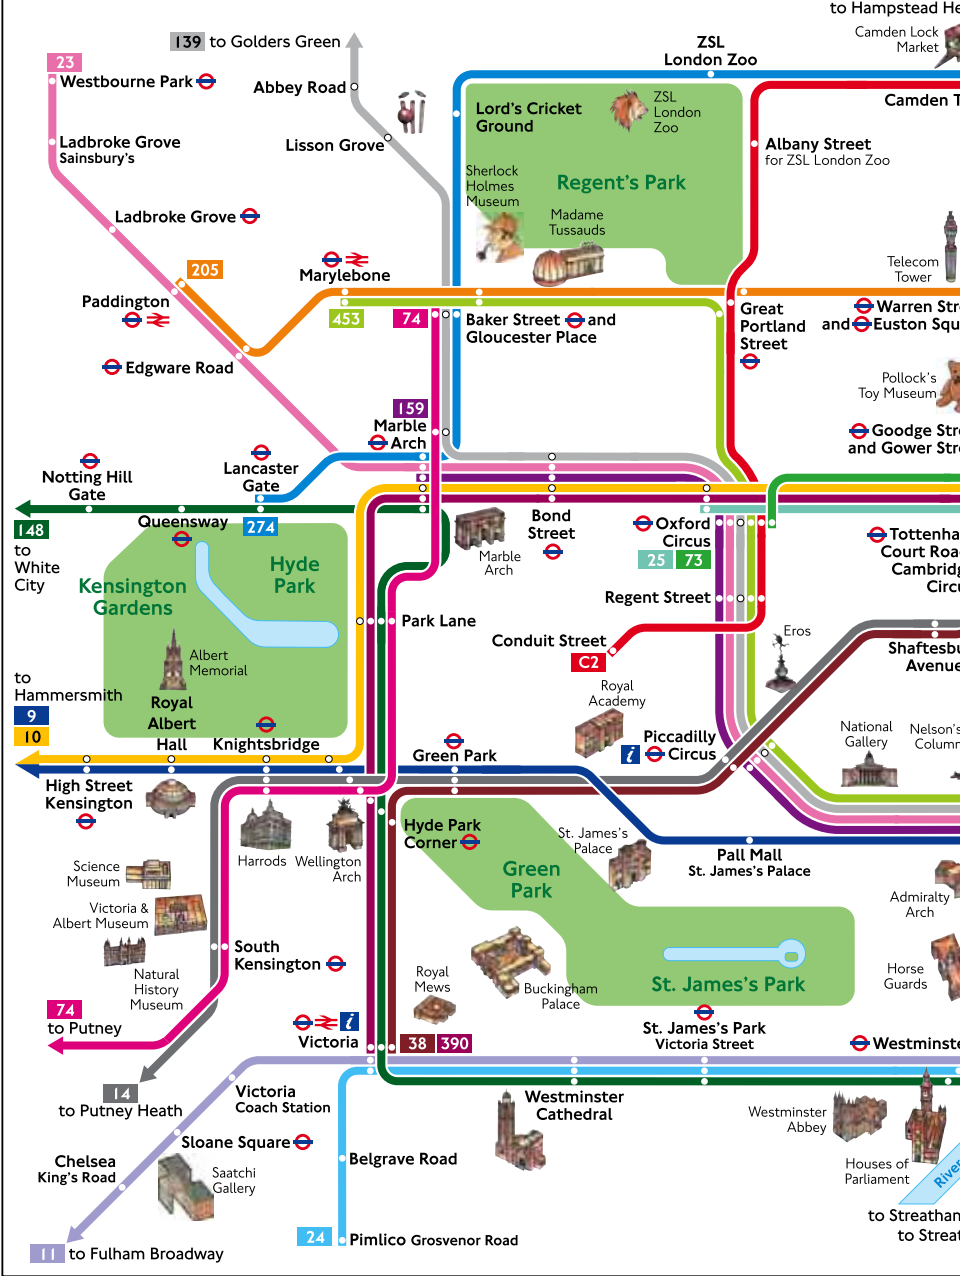 to Hampstead He
139 to Golders Green
Camden Lock
Market
23
Westbourne Park
ZSL
London Zoo
Abbey Road
Camden T
Lord's Cricket
Ground
ZSL
London
Zoo
Ladbroke Grove
Sainsbury's
Lisson Grove
Albany Street
for ZSL London Zoo
Sherlock
Holmes
Museum
Regent's Park
Madame
Tussauds
Ladbroke Grove
Telecom
Tower
205
Marylebone
Paddington
453
74
Baker Street and
Gloucester Place
Great
Portland
Street
Warren Stre
and Euston Squ
Edgware Road
Pollock's
Toy Museum
159
Marble
Arch
Goodge Stre
and Gower Stre
Notting Hill
Gate
Lancaster
Gate
148
to
White
City
Queensway
274
Bond
Street
Oxford
Circus
25 73
Marble
Arch
Tottenha
Court Roa
Cambridg
Circu
Kensington
Gardens
Hyde
Park
Regent Street
Park Lane
Conduit Street
C2
Eros
Shaftesbu
Avenue
Albert
Memorial
to
Hammersmith
9
10
Royal
Albert
Hall
Royal
Academy
Knightsbridge
Green Park
Piccadilly
Circus
i
National
Gallery
Nelson's
Column
High Street
Kensington
Harrods
Wellington
Arch
Hyde Park
Corner
St. James's
Palace
Pall Mall
St. James's Palace
Science
Museum
Green
Park
Admiralty
Arch
Victoria &
Albert Museum
South
Kensington
Natural
History
Museum
Royal
Mews
Buckingham
Palace
St. James's Park
Horse
Guards
74
to Putney
i
Victoria
38 390
St. James's Park
Victoria Street
Westminste
14
to Putney Heath
Victoria
Coach Station
Westminster
Cathedral
Westminster
Abbey
Sloane Square
Chelsea
King's Road
Saatchi
Gallery
Belgrave Road
Houses of
Parliament
River
to Streathan
to Streat
24
Pimlico Grosvenor Road
11 to Fulham Broadway